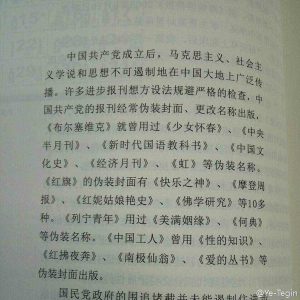 中国共产党成立后，马克思主义、社会主
义学说和思想不可遏制地在中国大地上广泛传
播。许多进步报刊想方设法规避严格的检查，中
国共产党的报刊经常伪装封面、更改名称出版，
《布尔塞维克》就曾用过《少女怀春》、《中央
半月刊》、《新时代国语教科书》、《中国文
化史》、《经济月刊》、《虹》等伪装名称。
《红旗》的伪装封面有《快乐之神》、《摩登周
报》、《红妮姑娘艳史》、《佛学研究》等10多
种。《列宁青年》用过《美满姻缘》、《何典》
等伪装名称。《中国工人》曾用《性的知识》、
《红拂夜奔》、《南极仙翁》、《爱的丛书》等
伪装封面出版。
国民党政府的围追堵截并未能制住进
@Ye-Tegin